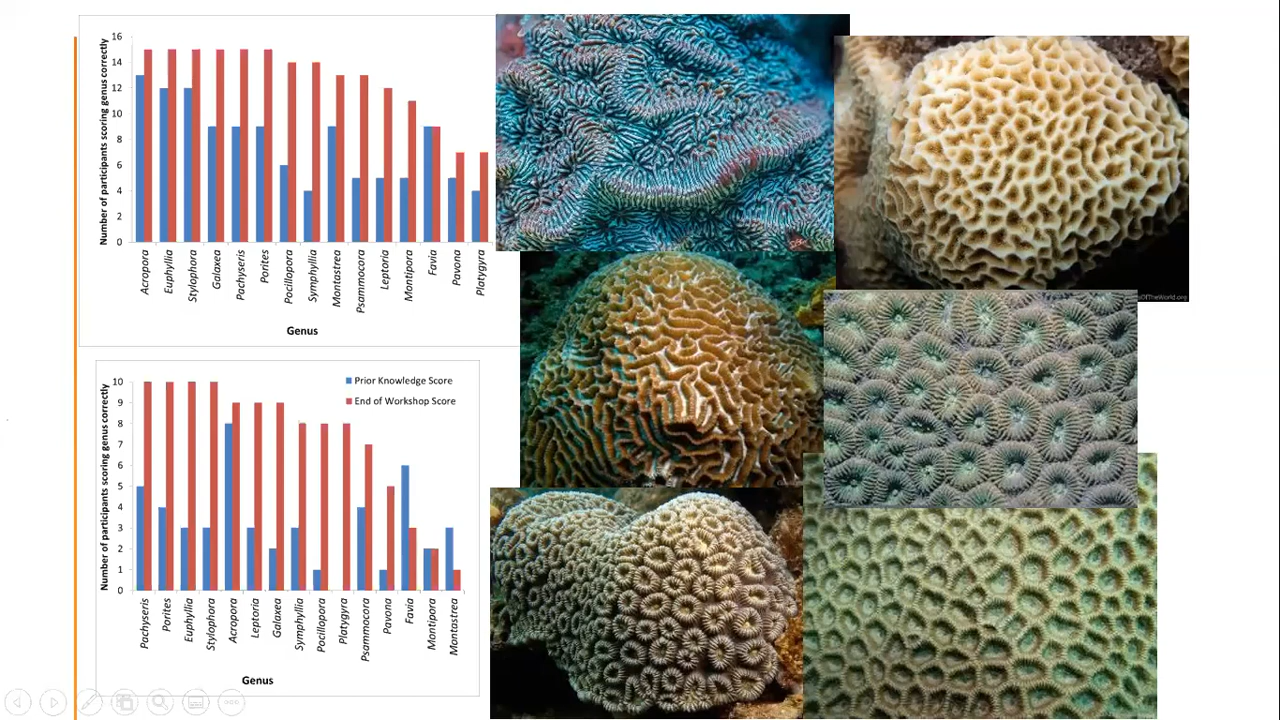 16
14
12
10
8
6
4
2
0
Number of participants scoring genus correctly
Acropora
Euphyllia
Stylophora
Galaxea
Pachyseris
Porites
Pocillopora
Symphyllia
Montastrea
Psammocora
Leptoria
Montipora
Favia
Pavona
Platygyra
Genus
10
9
8
7
6
5
4
3
2
1
0
Number of participants scoring genus correctly
Prior Knowledge Score
End of Workshop Score
Pachyseris
Porites
Euphyllia
Stylophora
Acropora
Leptoria
Galaxea
Symphyllia
Pocillopora
Platygyra
Psammocora
Pavona
Favia
Montipora
Montastrea
Genus
sOfTheWorld.org